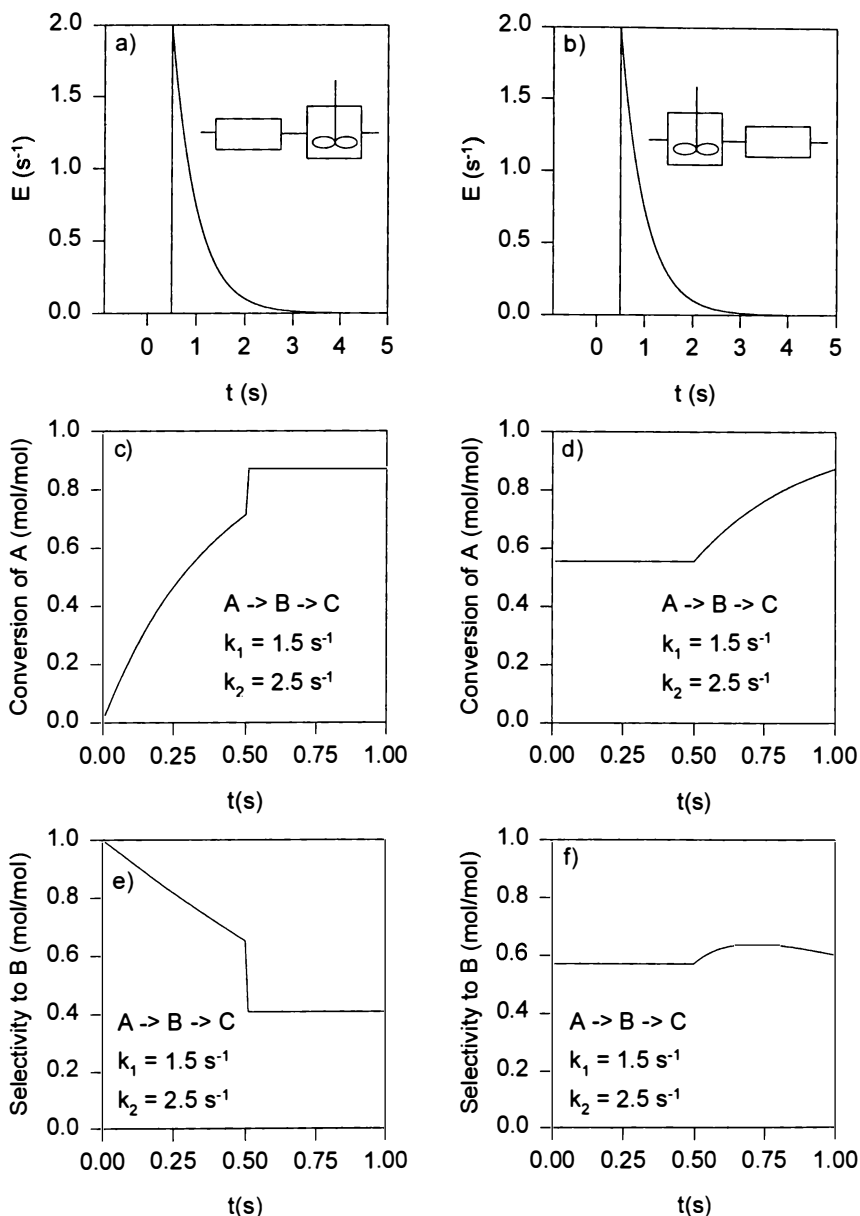 a)
E (s⁻¹)
2.0
1.5
1.0
0.5
0.0
0 1 2 3 4 5
t (s)
b)
E (s⁻¹)
2.0
1.5
1.0
0.5
0.0
0 1 2 3 4 5
t (s)
c)
Conversion of A (mol/mol)
1.0
0.8
0.6
0.4
0.2
0.0
A -> B -> C
k₁ = 1.5 s⁻¹
k₂ = 2.5 s⁻¹
0.00 0.25 0.50 0.75 1.00
t(s)
d)
Conversion of A (mol/mol)
1.0
0.8
0.6
0.4
0.2
0.0
A -> B -> C
k₁ = 1.5 s⁻¹
k₂ = 2.5 s⁻¹
0.00 0.25 0.50 0.75 1.00
t(s)
e)
Selectivity to B (mol/mol)
1.0
0.8
0.6
0.4
0.2
0.0
A -> B -> C
k₁ = 1.5 s⁻¹
k₂ = 2.5 s⁻¹
0.00 0.25 0.50 0.75 1.00
t(s)
f)
Selectivity to B (mol/mol)
1.0
0.8
0.6
0.4
0.2
0.0
A -> B -> C
k₁ = 1.5 s⁻¹
k₂ = 2.5 s⁻¹
0.00 0.25 0.50 0.75 1.00
t(s)